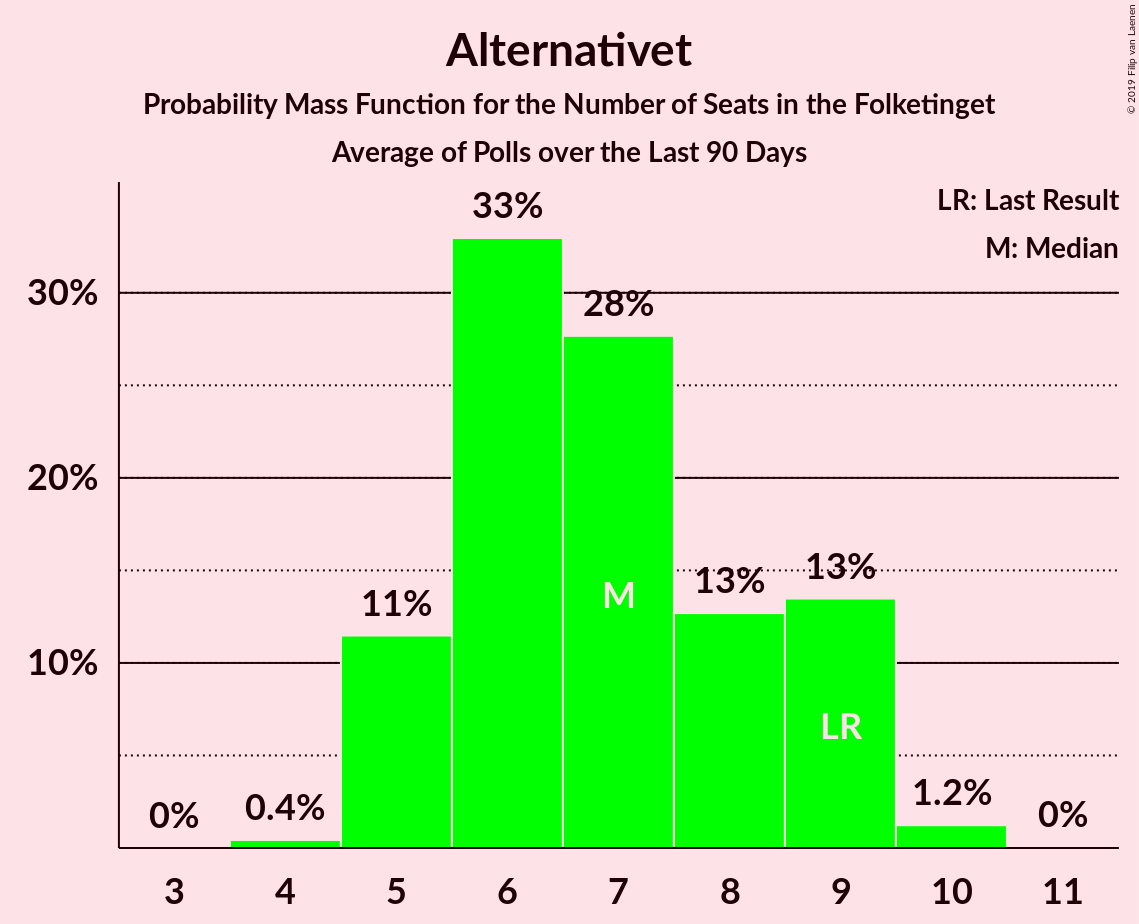 Alternativet
Probability Mass Function for the Number of Seats in the Folketinget
Average of Polls over the Last 90 Days
© 2019 Filip van Laenen
LR: Last Result
M: Median
30%
20%
10%
0%
0.4%
11%
33%
28%
13%
13%
1.2%
0%
M
LR
3 4 5 6 7 8 9 10 11